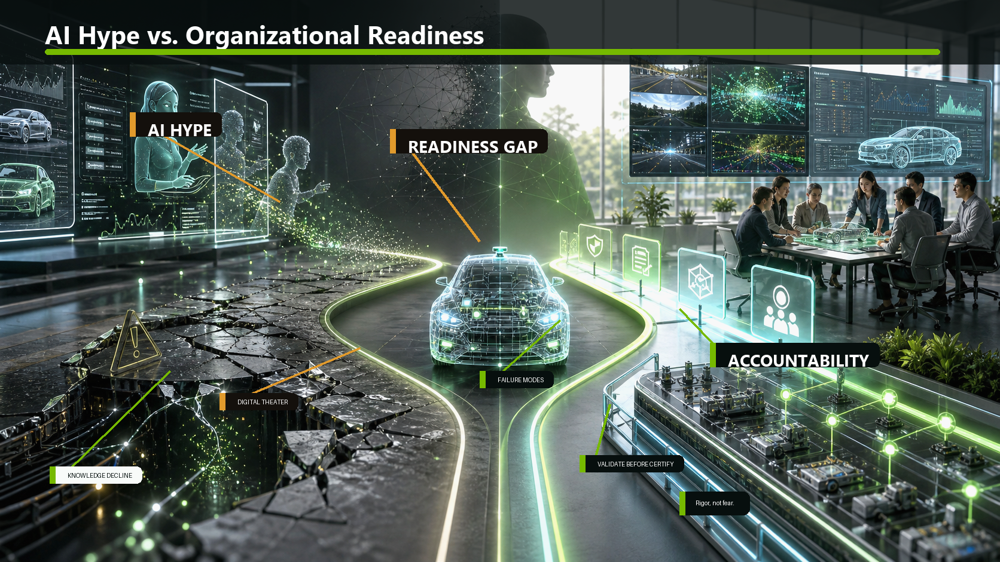 AI Hype vs. Organizational Readiness
AI HYPE
READINESS GAP
ACCOUNTABILITY
FAILURE MODES
DIGITAL THEATER
VALIDATE BEFORE CERTIFY
KNOWLEDGE DECLINE
Rigor, not fear.